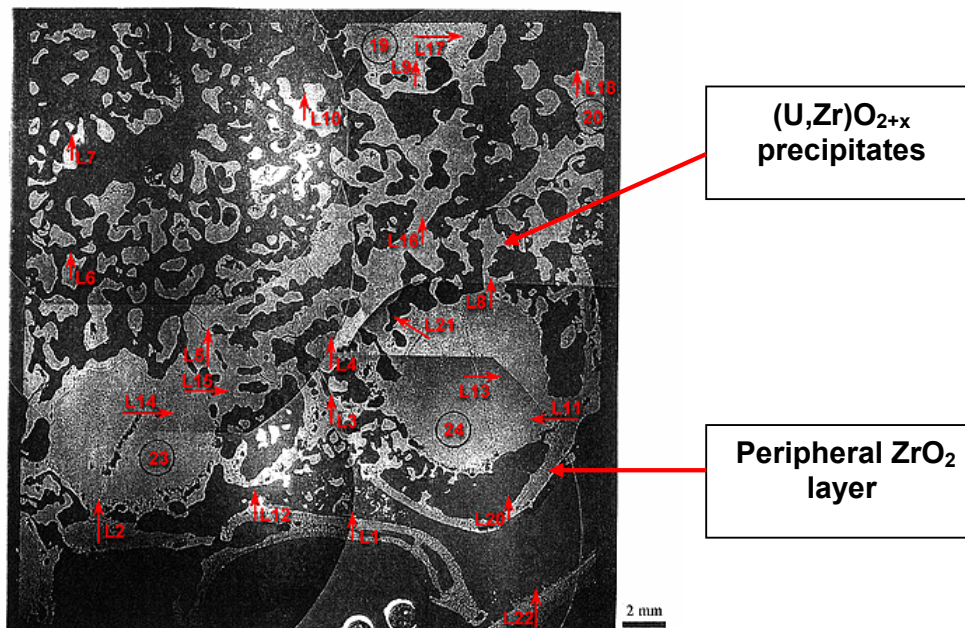 19
L17
L9
L18
20
L10
L7
L16
L6
L8
L21
L5
L4
L15
L13
L14
L3
L11
24
23
L12
L20
L2
L1
L22
2 mm
(U,Zr)O₂₊ₓ
precipitates
Peripheral ZrO₂
layer